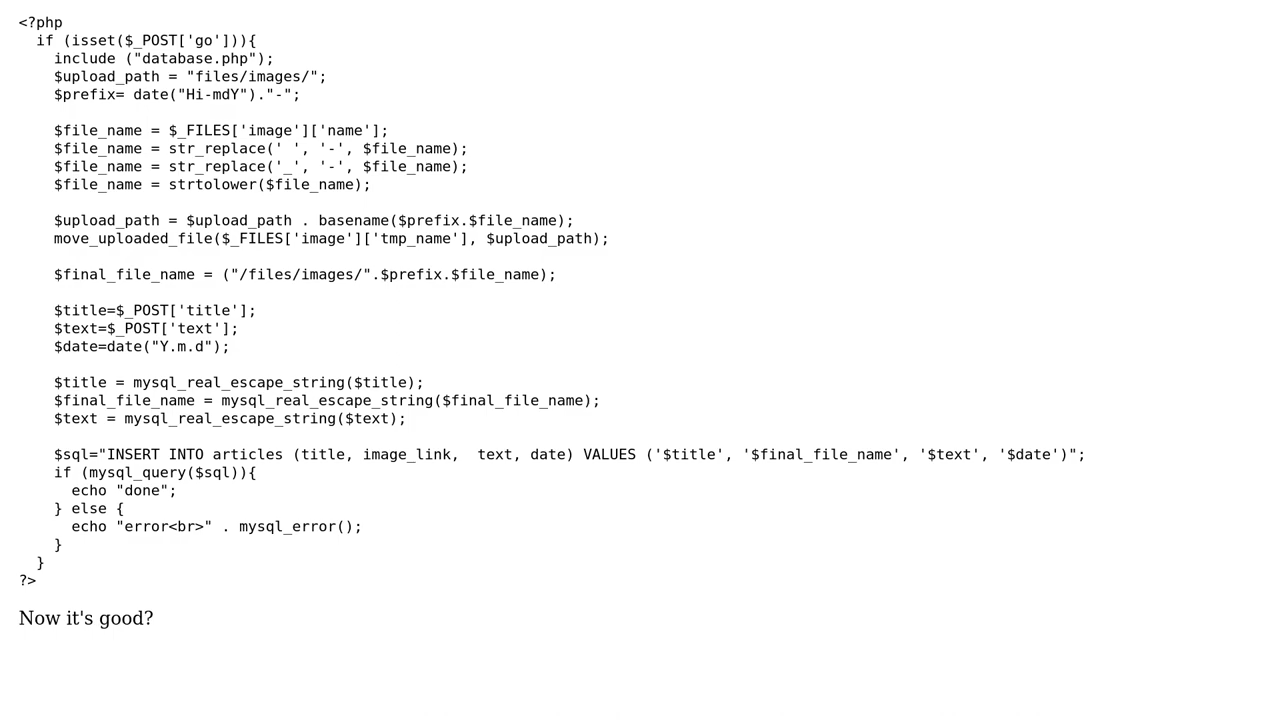 <?php
  if (isset($_POST['go'])){
    include ("database.php");
    $upload_path = "files/images/";
    $prefix= date("Hi-mdY")."-";

    $file_name = $_FILES['image']['name'];
    $file_name = str_replace(' ', '-', $file_name);
    $file_name = str_replace('_', '-', $file_name);
    $file_name = strtolower($file_name);

    $upload_path = $upload_path . basename($prefix.$file_name);
    move_uploaded_file($_FILES['image']['tmp_name'], $upload_path);

    $final_file_name = ("/files/images/".$prefix.$file_name);

    $title=$_POST['title'];
    $text=$_POST['text'];
    $date=date("Y.m.d");

    $title = mysql_real_escape_string($title);
    $final_file_name = mysql_real_escape_string($final_file_name);
    $text = mysql_real_escape_string($text);

    $sql="INSERT INTO articles (title, image_link,  text, date) VALUES ('$title', '$final_file_name', '$text', '$date')";
    if (mysql_query($sql)){
      echo "done";
    } else {
      echo "error<br>" . mysql_error();
    }
  }
?>
Now it's good?